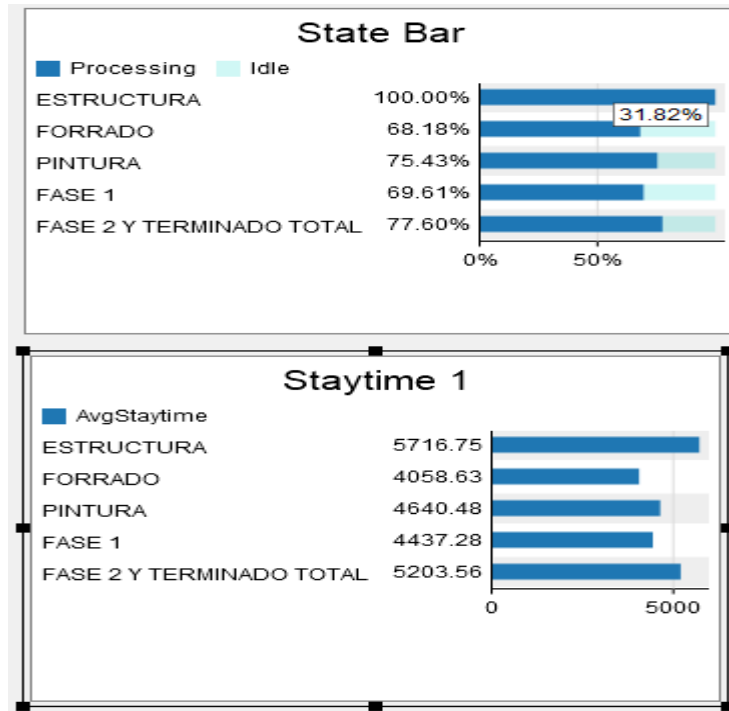 State Bar
Processing Idle
ESTRUCTURA 100.00%
31.82%
FORRADO 68.18%
PINTURA 75.43%
FASE 1 69.61%
FASE 2 Y TERMINADO TOTAL 77.60%
0% 50%
Staytime 1
AvgStaytime
ESTRUCTURA 5716.75
FORRADO 4058.63
PINTURA 4640.48
FASE 1 4437.28
FASE 2 Y TERMINADO TOTAL 5203.56
0 5000